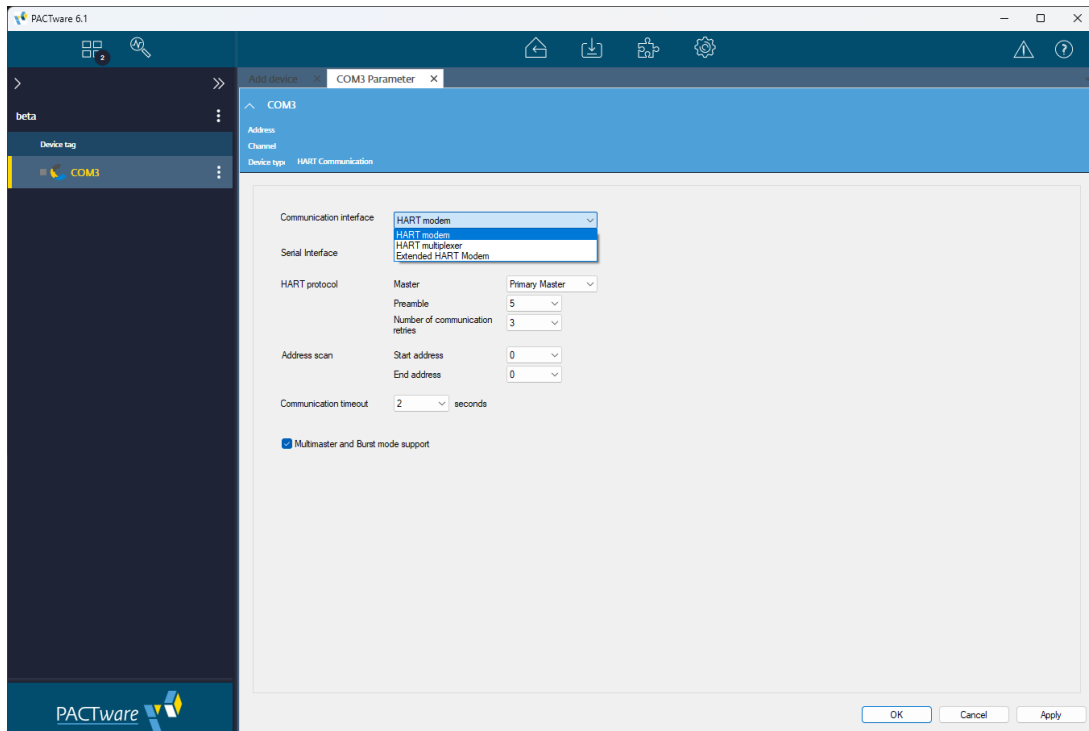 PACTware 6.1
2
Add device
COM3 Parameter
beta
COM3
Address
Device tag
Channel
Device type HART Communication
COM3
Communication interface HART modem
HART modem
HART multiplexer
Serial Interface
Extended HART Modem
HART protocol Master Primary Master
Preamble 5
Number of communication
retries 3
Address scan Start address 0
End address 0
Communication timeout 2 seconds
Multimaster and Burst mode support
PACTware
OK Cancel Apply